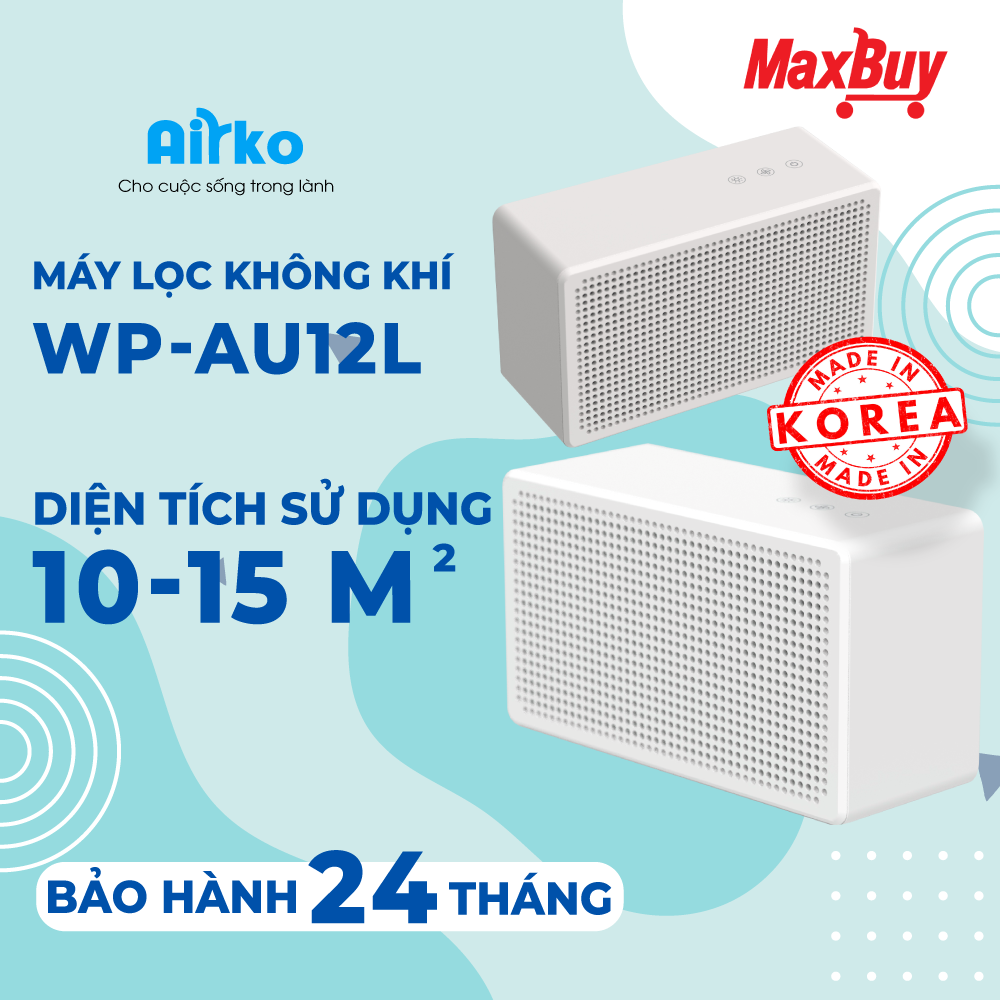 MaxBuy
Airko
Cho cuộc sống trong lành
MÁY LỌC KHÔNG KHÍ
WP-AU12L
MADE IN
KOREA
MADE IN
DIỆN TÍCH SỬ DỤNG
10-15 M²
BẢO HÀNH 24 THÁNG